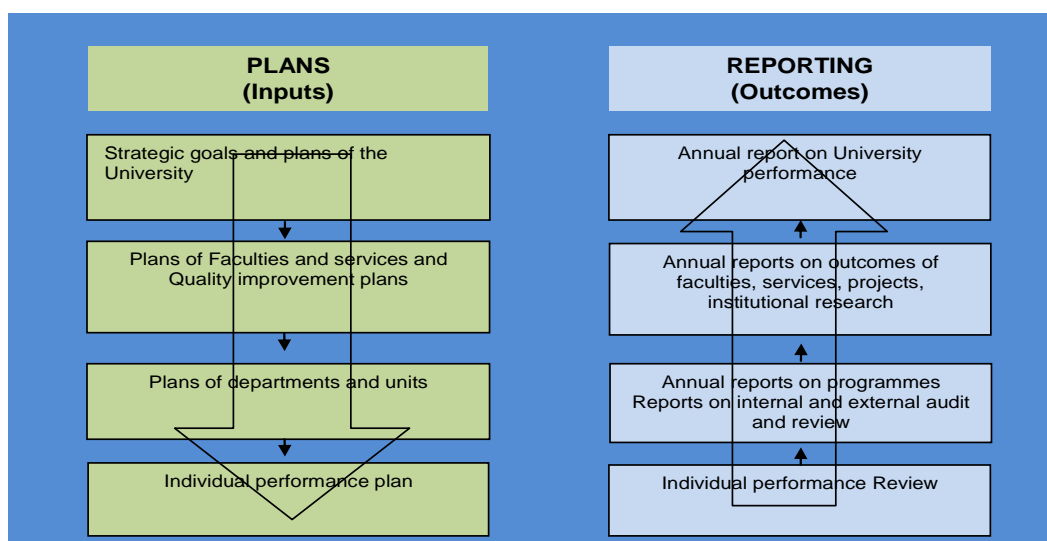 PLANS
(Inputs)
Strategic goals and plans of the
University
Plans of Faculties and services and
Quality improvement plans
Plans of departments and units
Individual performance plan
REPORTING
(Outcomes)
Annual report on University
performance
Annual reports on outcomes of
faculties, services, projects,
institutional research
Annual reports on programmes
Reports on internal and external audit
and review
Individual performance Review